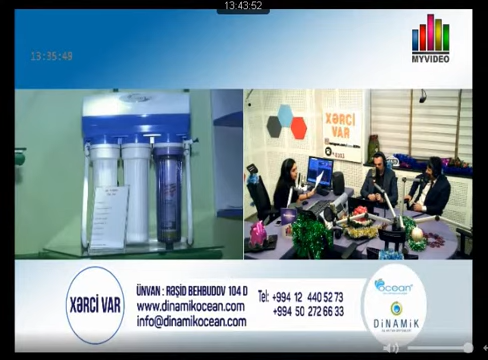 13:43:52
13:35:49
MYVIDEO
XƏRCİ
VAR
XƏRCİ VAR
ÜNVAN : RƏŞİD BEHBUDOV 104 D
www.dinamikocean.com
info@dinamikocean.com
Tel: +994 12 440 52 73
+994 50 272 66 33
ocean
DİNAMİK